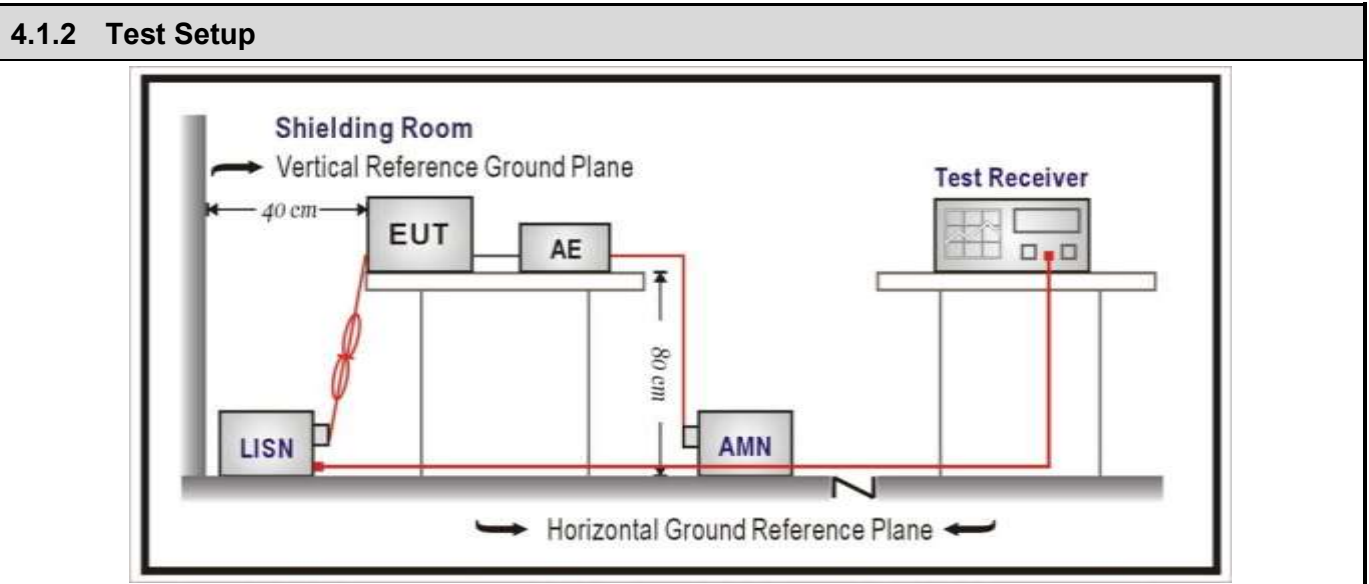 4.1.2 Test Setup
Shielding Room
Vertical Reference Ground Plane
Test Receiver
40 cm
EUT
AE
80 cm
LISN
AMN
Horizontal Ground Reference Plane